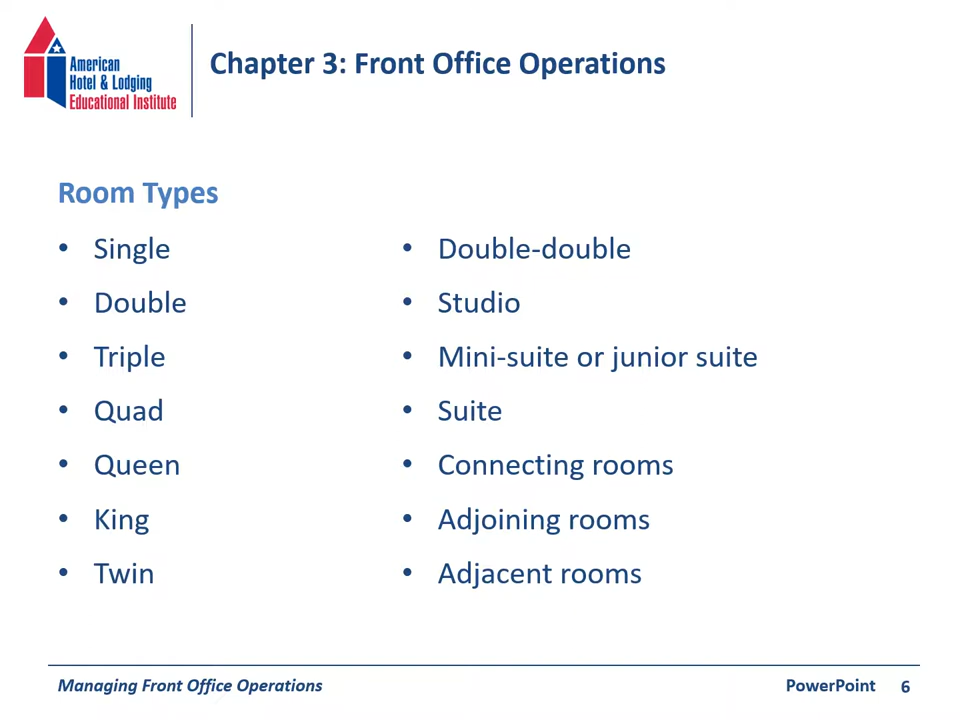 American
Hotel & Lodging
Educational Institute
Chapter 3: Front Office Operations
Room Types
• Single
• Double
• Triple
• Quad
• Queen
• King
• Twin
• Double-double
• Studio
• Mini-suite or junior suite
• Suite
• Connecting rooms
• Adjoining rooms
• Adjacent rooms
Managing Front Office Operations
PowerPoint 6